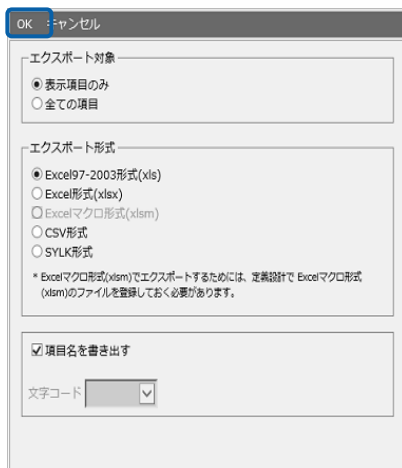 OK キャンセル
エクスポート対象
表示項目のみ
全ての項目
エクスポート形式
Excel97-2003形式(xls)
Excel形式(xlsx)
Excelマクロ形式(xlsm)
CSV形式
SYLK形式
* Excelマクロ形式(xlsm)でエクスポートするためには、定義設計で Excelマクロ形式
(xlsm)のファイルを登録しておく必要があります。
項目名を書き出す
文字コード